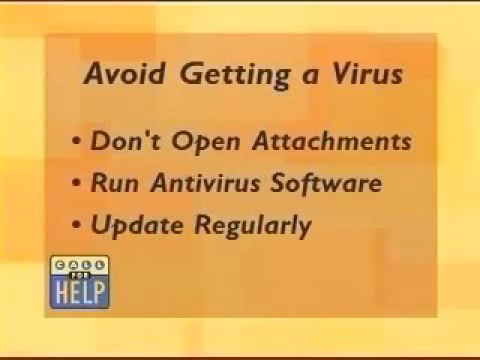 Avoid Getting a Virus
• Don't Open Attachments
• Run Antivirus Software
• Update Regularly
CALL
FOR
HELP